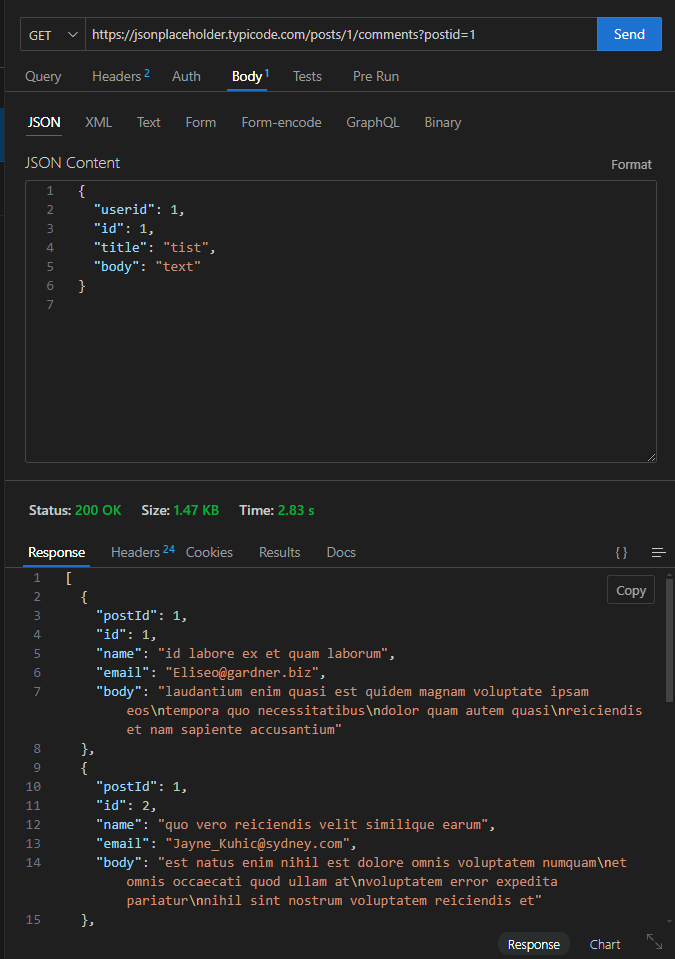 GET https://jsonplaceholder.typicode.com/posts/1/comments?postid=1 Send
Query Headers 2 Auth Body 1 Tests Pre Run
JSON XML Text Form Form-encode GraphQL Binary
JSON Content Format
1 {
2 "userid": 1,
3 "id": 1,
4 "title": "tist",
5 "body": "text"
6 }
7
Status: 200 OK Size: 1.47 KB Time: 2.83 s
Response Headers 24 Cookies Results Docs { }
1 [
Copy
2 {
3 "postId": 1,
4 "id": 1,
5 "name": "id labore ex et quam laborum",
6 "email": "Eliseo@gardner.biz",
7 "body": "laudantium enim quasi est quidem magnam voluptate ipsam
eos\ntempora quo necessitatibus\ndolor quam autem quasi\nreiciendis
et nam sapiente accusantium"
8 },
9 {
10 "postId": 1,
11 "id": 2,
12 "name": "quo vero reiciendis velit similique earum",
13 "email": "Jayne_Kuhic@sydney.com",
14 "body": "est natus enim nihil est dolore omnis voluptatem numquam\net
omnis occaecati quod ullam at\nvoluptatem error expedita
pariatur\nnihil sint nostrum voluptatem reiciendis et"
15 },
Response Chart